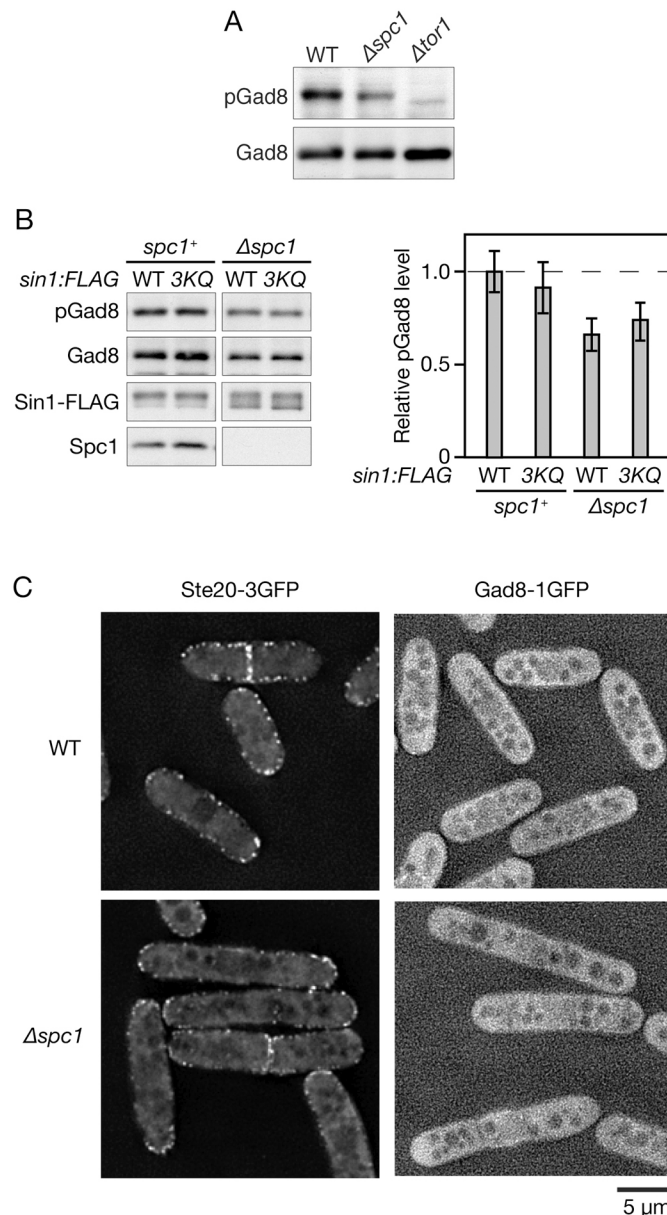 A
WT Δspc1 Δtor1
pGad8
Gad8
B
spc1+ Δspc1
sin1:FLAG WT 3KQ WT 3KQ
pGad8
Gad8
Sin1-FLAG
Spc1
Relative pGad8 level
1.0
0.5
0
sin1:FLAG WT 3KQ WT 3KQ
spc1+ Δspc1
C
Ste20-3GFP Gad8-1GFP
WT
Δspc1
5 μm